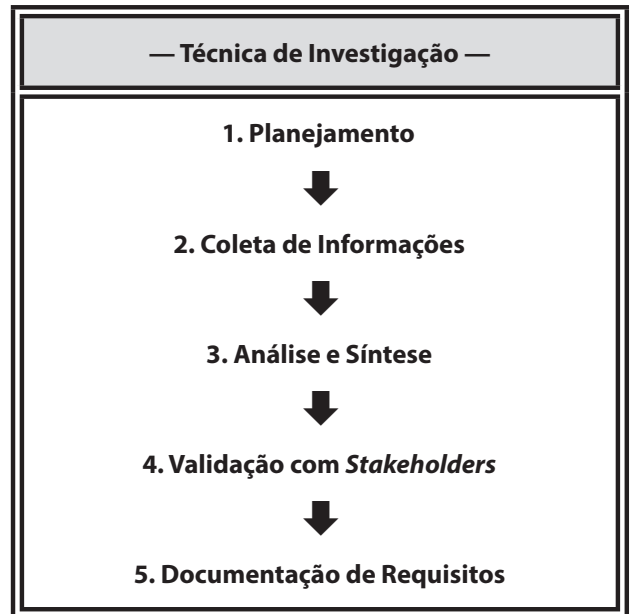 — Técnica de Investigação —
1. Planejamento
2. Coleta de Informações
3. Análise e Síntese
4. Validação com Stakeholders
5. Documentação de Requisitos